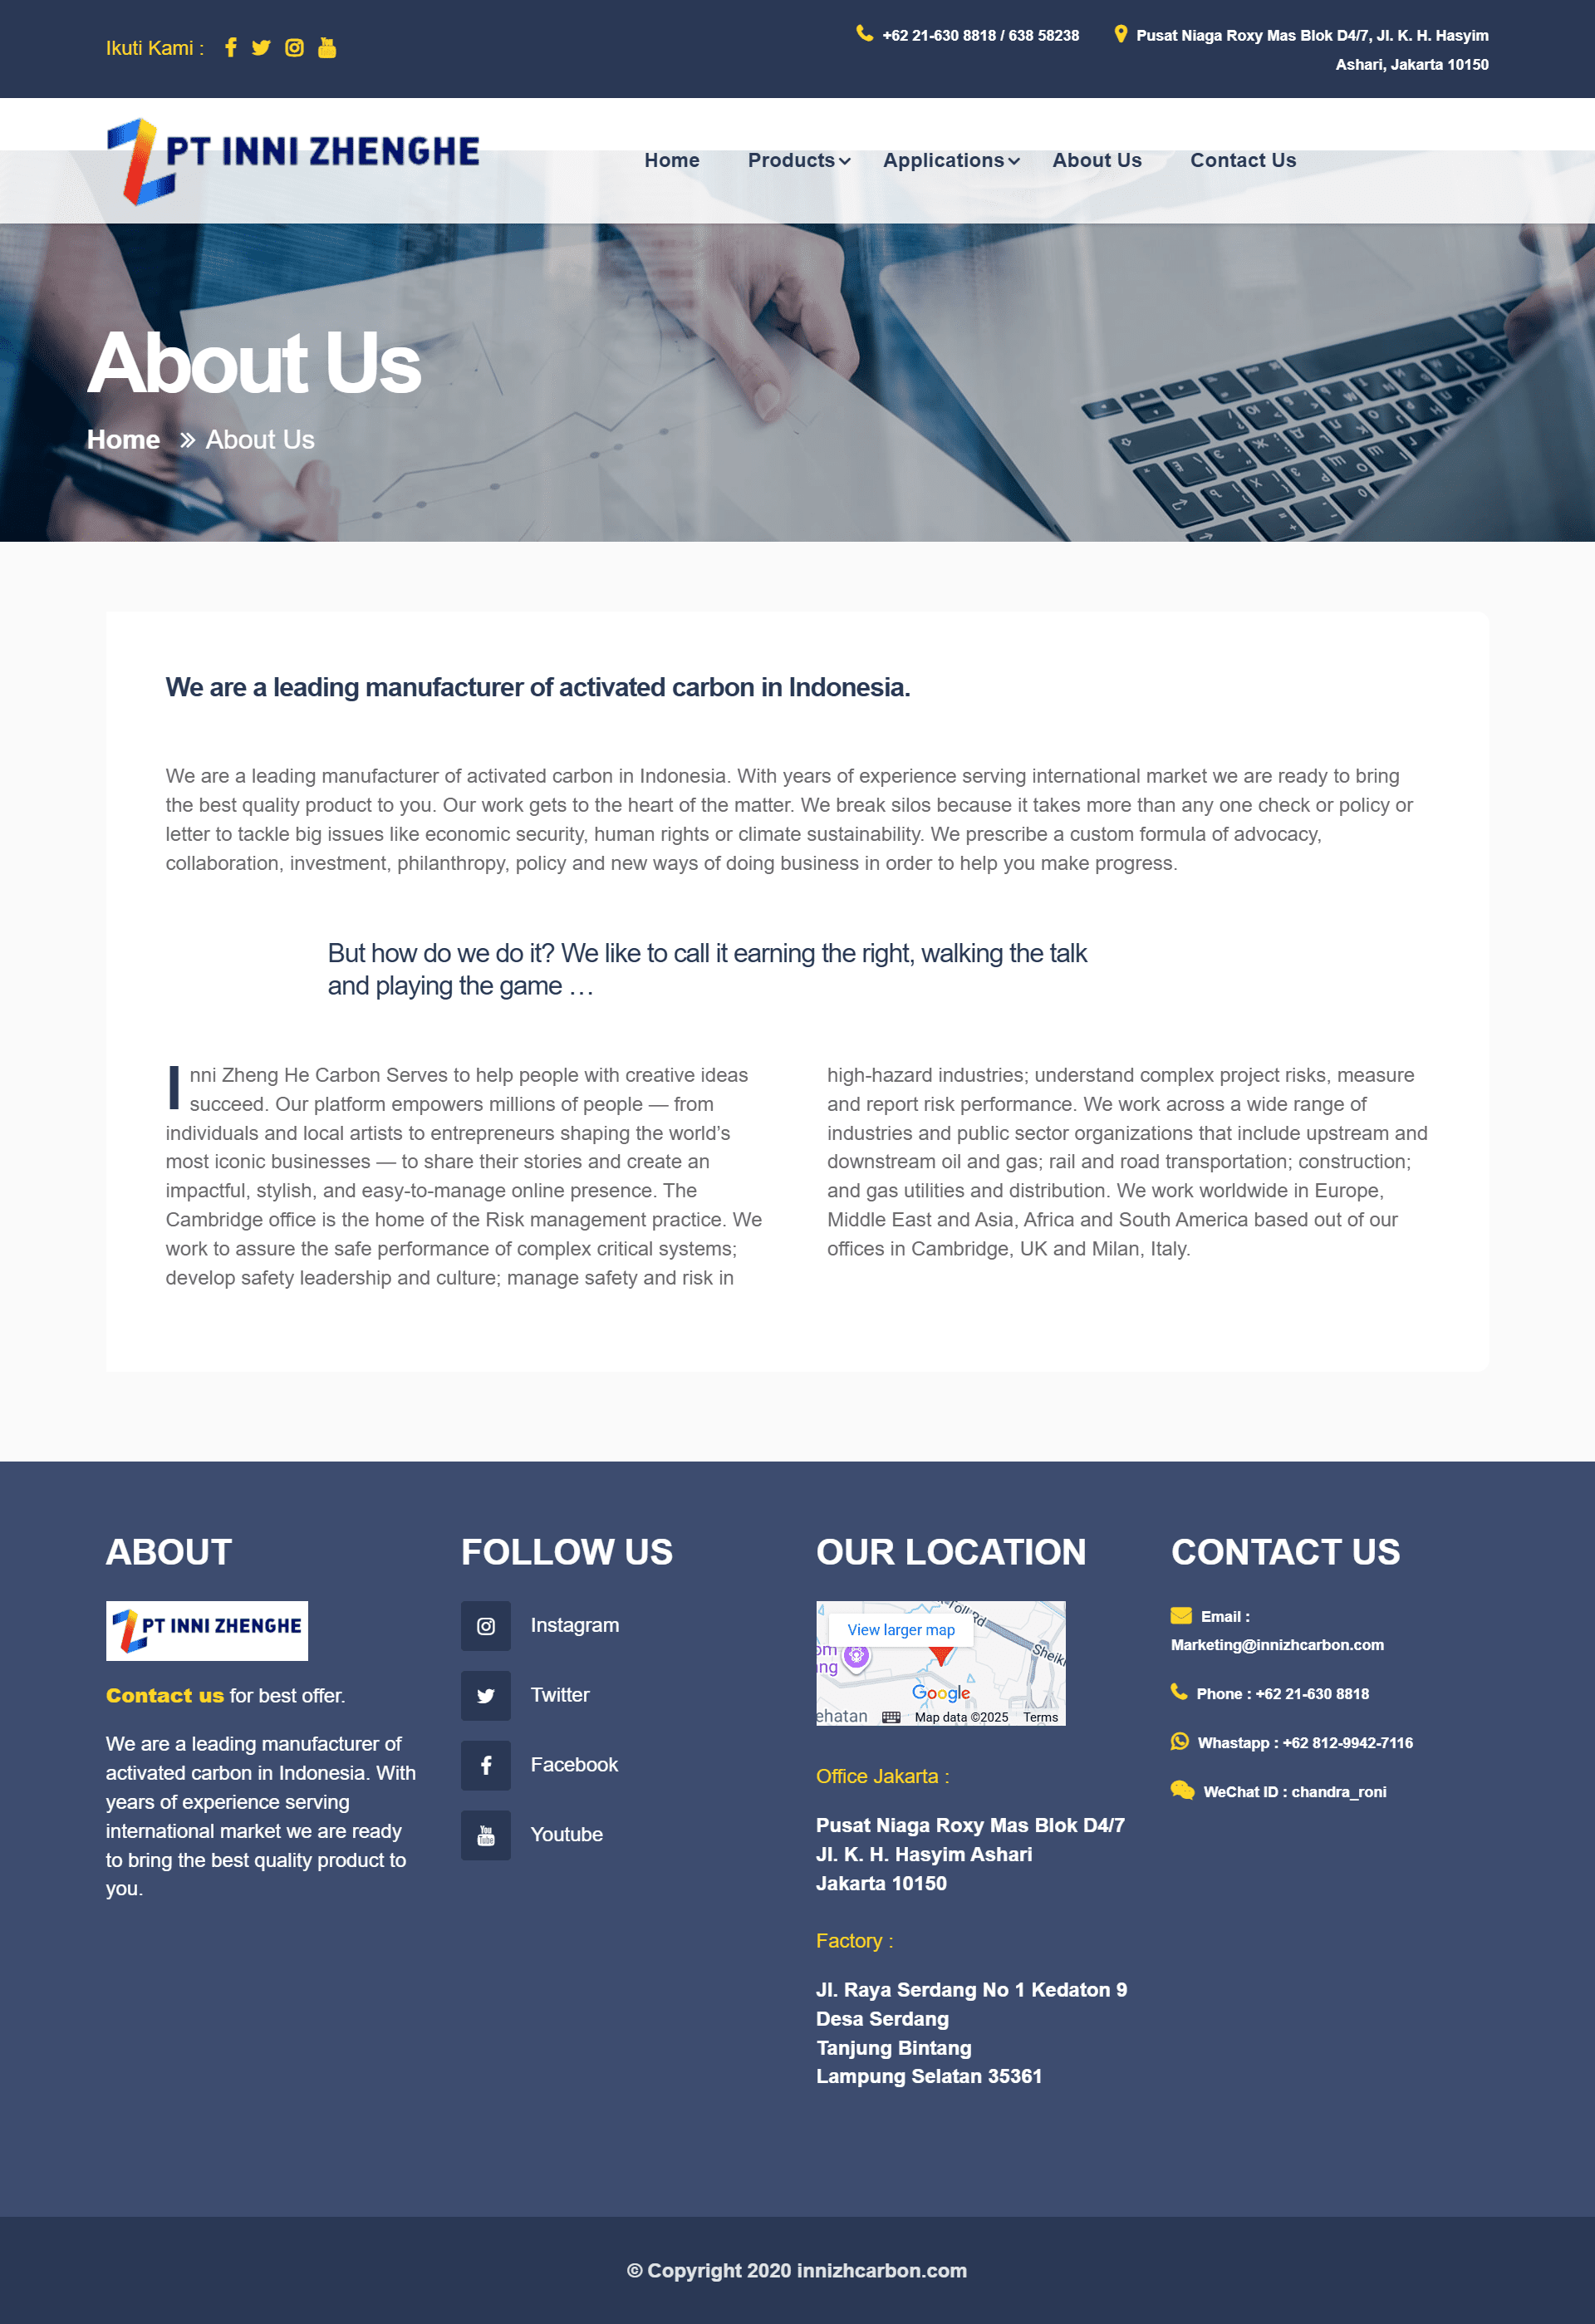 Ikuti Kami :
+62 21-630 8818 / 638 58238
Pusat Niaga Roxy Mas Blok D4/7, Jl. K. H. Hasyim
Ashari, Jakarta 10150
PT INNI ZHENGHE
Home Products Applications About Us Contact Us
About Us
Home » About Us
We are a leading manufacturer of activated carbon in Indonesia.
We are a leading manufacturer of activated carbon in Indonesia. With years of experience serving international market we are ready to bring
the best quality product to you. Our work gets to the heart of the matter. We break silos because it takes more than any one check or policy or
letter to tackle big issues like economic security, human rights or climate sustainability. We prescribe a custom formula of advocacy,
collaboration, investment, philanthropy, policy and new ways of doing business in order to help you make progress.
But how do we do it? We like to call it earning the right, walking the talk
and playing the game …
Inni Zheng He Carbon Serves to help people with creative ideas
succeed. Our platform empowers millions of people — from
individuals and local artists to entrepreneurs shaping the world’s
most iconic businesses — to share their stories and create an
impactful, stylish, and easy-to-manage online presence. The
Cambridge office is the home of the Risk management practice. We
work to assure the safe performance of complex critical systems;
develop safety leadership and culture; manage safety and risk in
high-hazard industries; understand complex project risks, measure
and report risk performance. We work across a wide range of
industries and public sector organizations that include upstream and
downstream oil and gas; rail and road transportation; construction;
and gas utilities and distribution. We work worldwide in Europe,
Middle East and Asia, Africa and South America based out of our
offices in Cambridge, UK and Milan, Italy.
ABOUT
PT INNI ZHENGHE
Contact us for best offer.
We are a leading manufacturer of
activated carbon in Indonesia. With
years of experience serving
international market we are ready
to bring the best quality product to
you.
FOLLOW US
Instagram
Twitter
Facebook
You Tube
Youtube
OUR LOCATION
Toll Rd
View larger map
Sheikh
om
ng
Google
ehatan
Map data ©2025 Terms
Office Jakarta :
Pusat Niaga Roxy Mas Blok D4/7
Jl. K. H. Hasyim Ashari
Jakarta 10150
Factory :
Jl. Raya Serdang No 1 Kedaton 9
Desa Serdang
Tanjung Bintang
Lampung Selatan 35361
CONTACT US
Email :
Marketing@innizhcarbon.com
Phone : +62 21-630 8818
Whastapp : +62 812-9942-7116
WeChat ID : chandra_roni
© Copyright 2020 innizhcarbon.com